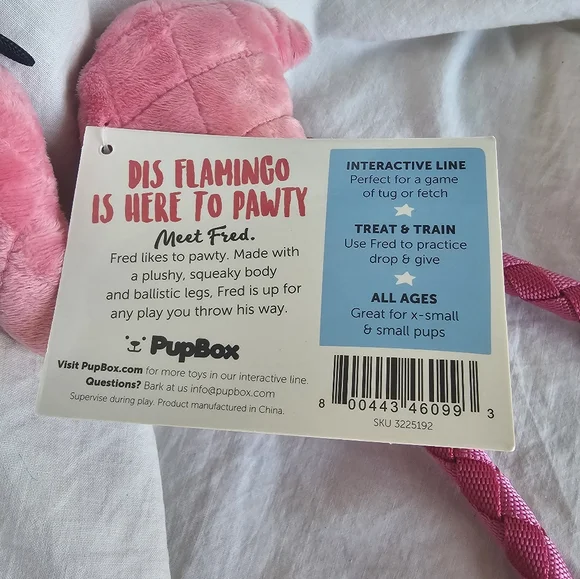 DIS FLAMINGO
IS HERE TO PAWTY
Meet Fred.
Fred likes to pawty. Made with
a plushy, squeaky body
and ballistic legs, Fred is up for
any play you throw his way.
PupBox
Visit PupBox.com for more toys in our interactive line.
Questions? Bark at us info@pupbox.com
Supervise during play. Product manufactured in China.
INTERACTIVE LINE
Perfect for a game
of tug or fetch
TREAT & TRAIN
Use Fred to practice
drop & give
ALL AGES
Great for x-small
& small pups
8 00443 46099 3
SKU 3225192